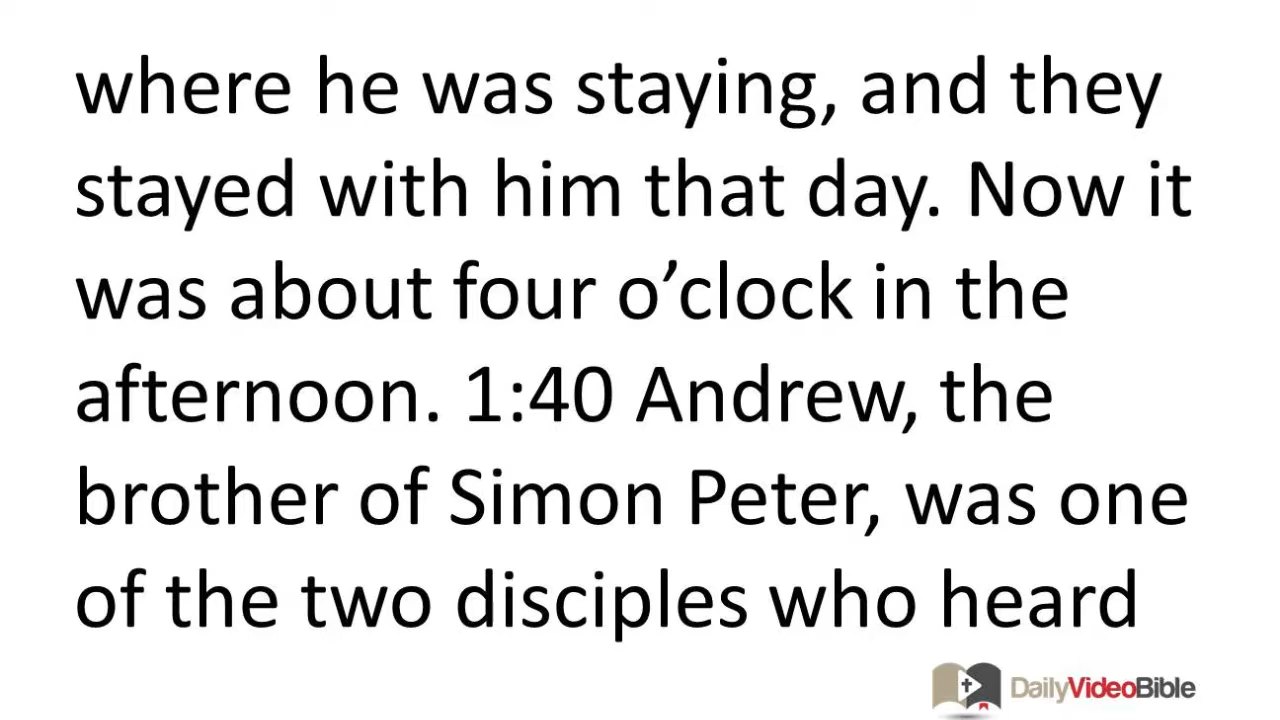 where he was staying, and they
stayed with him that day. Now it
was about four o’clock in the
afternoon. 1:40 Andrew, the
brother of Simon Peter, was one
of the two disciples who heard
DailyVideoBible